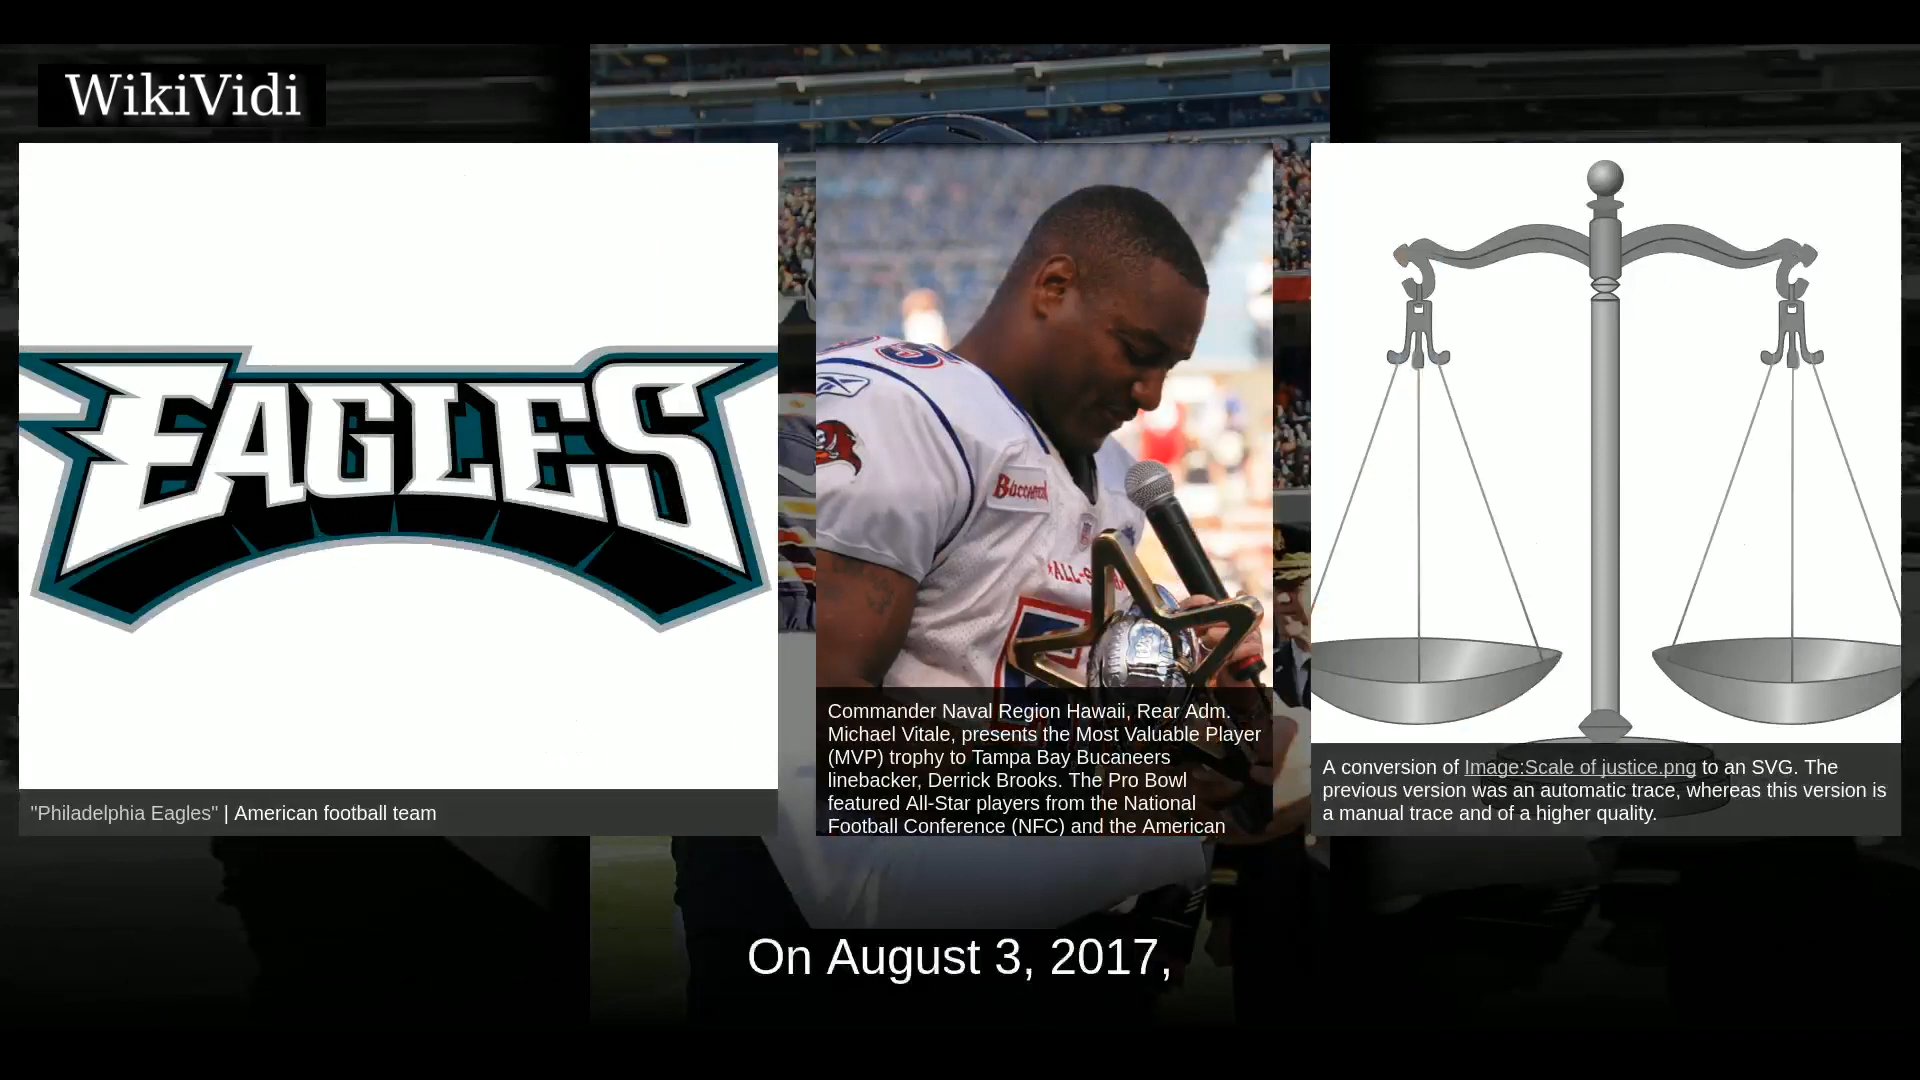 WikiVidi
EAGLES
"Philadelphia Eagles" | American football team
Buccaneers
Commander Naval Region Hawaii, Rear Adm.
Michael Vitale, presents the Most Valuable Player
(MVP) trophy to Tampa Bay Bucaneers
linebacker, Derrick Brooks. The Pro Bowl
featured All-Star players from the National
Football Conference (NFC) and the American
A conversion of Image:Scale of justice.png to an SVG. The
previous version was an automatic trace, whereas this version is
a manual trace and of a higher quality.
On August 3, 2017,